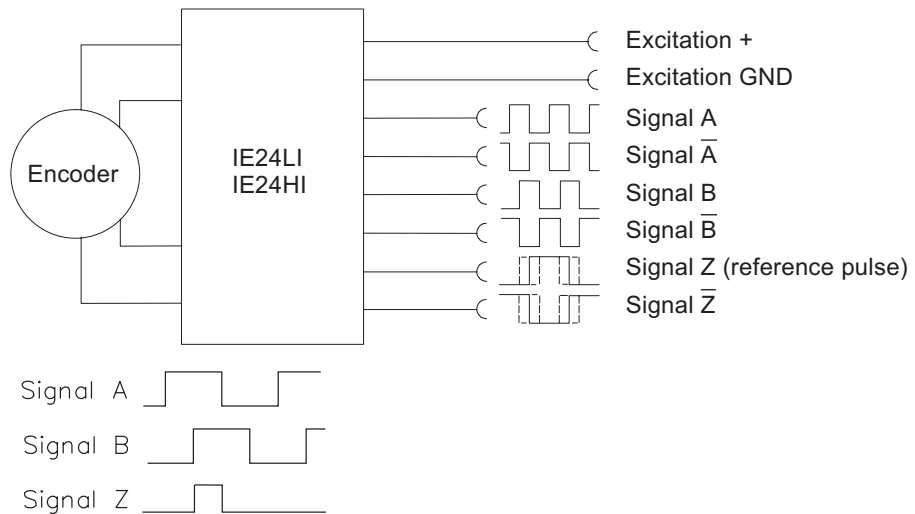 Excitation +
Excitation GND
Signal A
Signal A̅
Signal B
Signal B̅
Signal Z (reference pulse)
Signal Z̅
Encoder
IE24LI
IE24HI
Signal A
Signal B
Signal Z